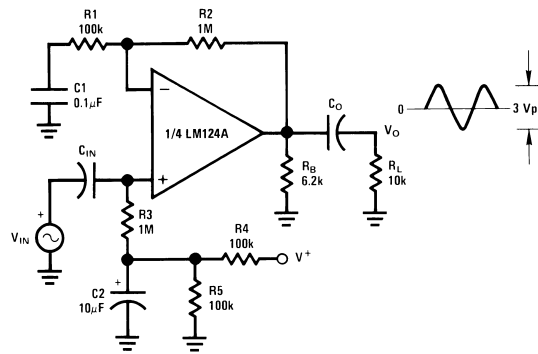 R1
100k
R2
1M
C1
0.1μF
−
1/4 LM124A
+
CIN
VIN
+
R3
1M
C2
10μF
+
R4
100k
V+
R5
100k
CO
VO
RB
6.2k
RL
10k
0
3 Vp